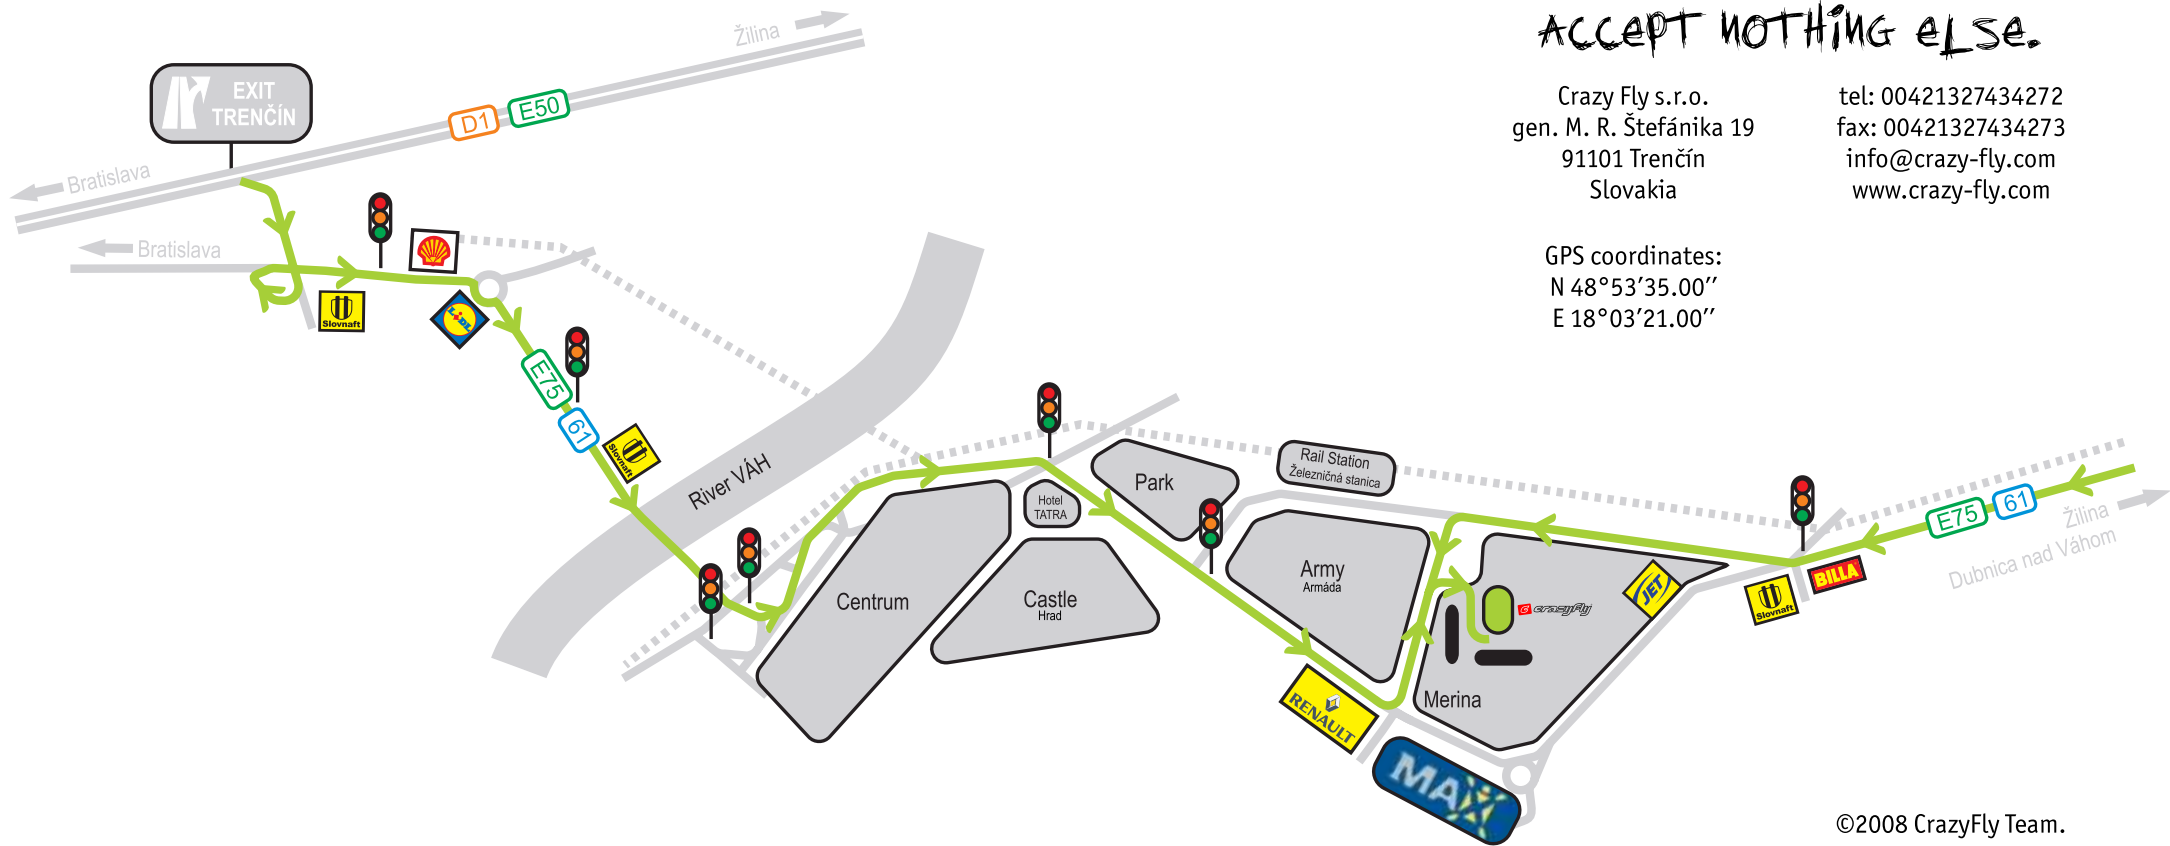 ACCEPT NOTHING ELSE.
Crazy Fly s.r.o.
gen. M. R. Štefánika 19
91101 Trenčín
Slovakia
tel: 00421327434272
fax: 00421327434273
info@crazy-fly.com
www.crazy-fly.com
GPS coordinates:
N 48°53’35.00’’
E 18°03’21.00’’
Žilina
EXIT
TRENČÍN
D1
E50
Bratislava
Bratislava
Slovnaft
LiDL
E75
61
Slovnaft
River VÁH
Centrum
Castle
Hrad
Hotel
TATRA
Park
Rail Station
Železničná stanica
Army
Armáda
crazyfly
Merina
JET
RENAULT
MAX
Slovnaft
BILLA
E75
61
Žilina
Dubnica nad Váhom
©2008 CrazyFly Team.